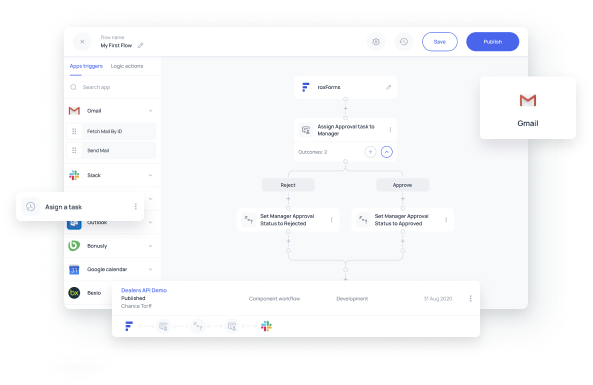 Flow name
My First Flow
Save
Publish
Apps triggers
Logic actions
Search app
Gmail
Fetch Mail By ID
Send Mail
Slack
Asign a task
Outlook
Bonusly
Google calendar
bx
Bexio
roxForms
Assign Approval task to
Manager
Outcomes: 2
Reject
Approve
Set Manager Approval
Status to Rejected
Set Manager Approval
Status to Approved
Gmail
Dealers API Demo
Published
Chance Torff
Component workflow
Development
31 Aug 2020